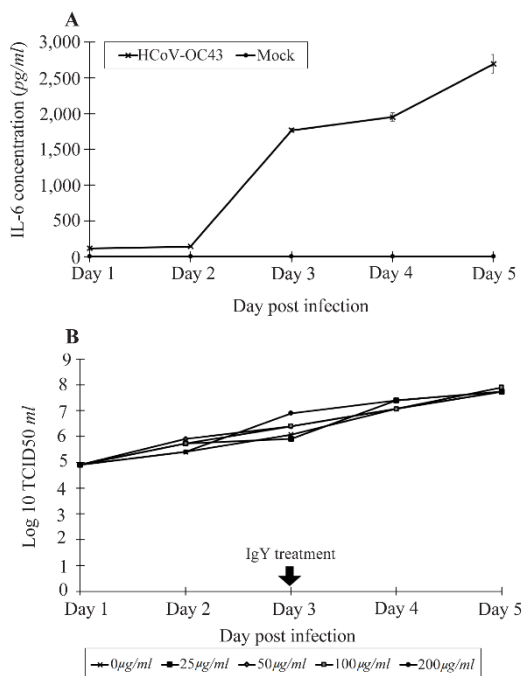 A
3,000
2,500
2,000
1,500
1,000
500
0
IL-6 concentration (pg/ml)
HCoV-OC43 Mock
Day 1 Day 2 Day 3 Day 4 Day 5
Day post infection
B
9
8
7
6
5
4
3
2
1
0
Log 10 TCID50 ml
IgY treatment
Day 1 Day 2 Day 3 Day 4 Day 5
Day post infection
0µg/ml 25µg/ml 50µg/ml 100µg/ml 200µg/ml